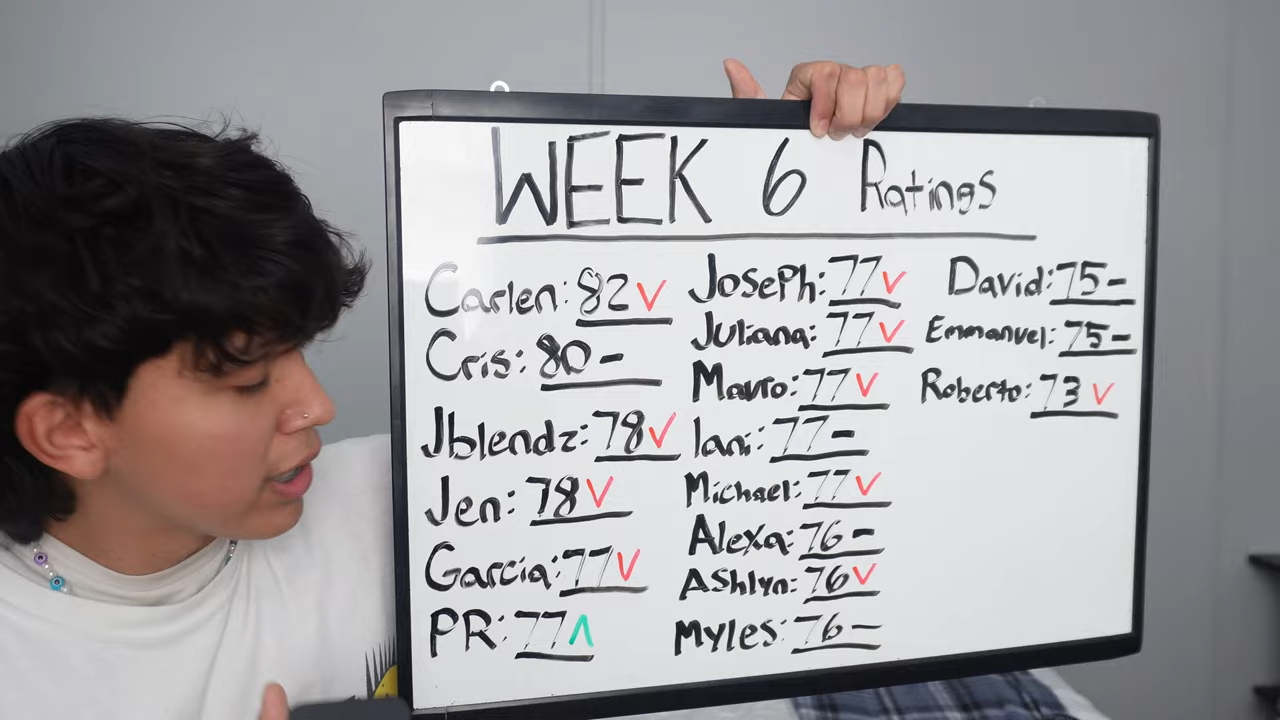 WEEK 6 Ratings
Carlen: 82 v
Cris: 80 -
Jblendz: 78 v
Jen: 78 v
Garcia: 77 v
PR: 77 ʌ
Joseph: 77 v
Juliana: 77 v
Mavro: 77 v
Iani: 77 -
Michael: 77 v
Alexa: 76 -
Ashlyn: 76 v
Myles: 76 -
David: 75 -
Emmanuel: 75 -
Roberto: 73 v